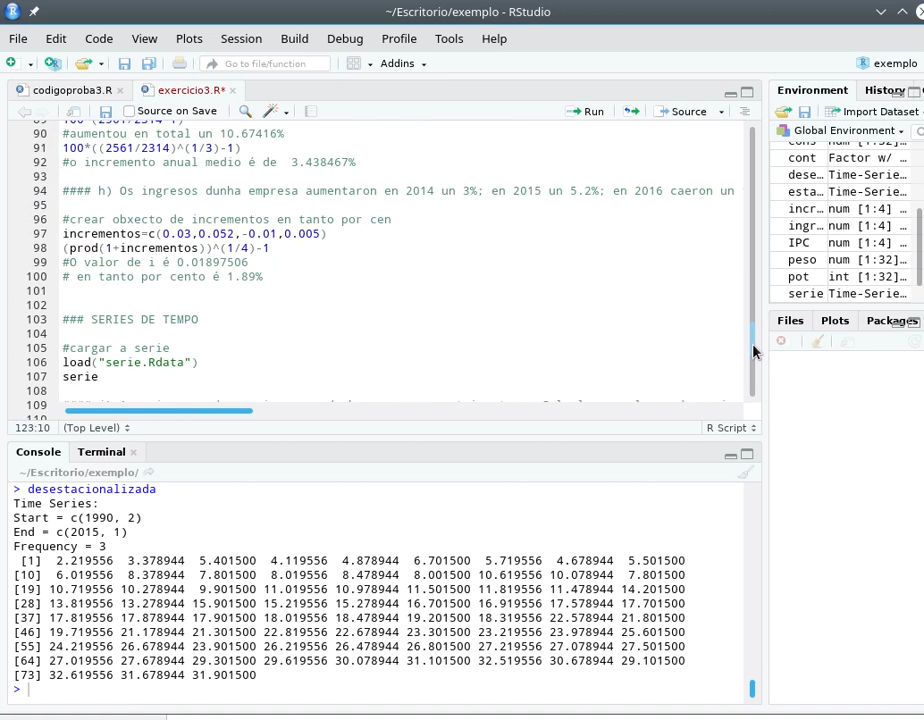 ~/Escritorio/exemplo - RStudio
File Edit Code View Plots Session Build Debug Profile Tools Help
Go to file/function Addins exemplo
codigoproba3.R exercicio3.R*
Source on Save Run Source
90 #aumentou en total un 10.67416%
91 100*((2561/2314)^(1/3)-1)
92 #o incremento anual medio é de 3.438467%
93
94 #### h) Os ingresos dunha empresa aumentaron en 2014 un 3%; en 2015 un 5.2%; en 2016 caeron un
95
96 #crear obxecto de incrementos en tanto por cen
97 incrementos=c(0.03,0.052,-0.01,0.005)
98 (prod(1+incrementos))^(1/4)-1
99 #O valor de i é 0.01897506
100 # en tanto por cento é 1.89%
101
102
103 ### SERIES DE TEMPO
104
105 #cargar a serie
106 load("serie.Rdata")
107 serie
108
109
123:10 (Top Level) R Script
Console Terminal
~/Escritorio/exemplo/
> desestacionalizada
Time Series:
Start = c(1990, 2)
End = c(2015, 1)
Frequency = 3
[1] 2.219556 3.378944 5.401500 4.119556 4.878944 6.701500 5.719556 4.678944 5.501500
[10] 6.019556 8.378944 7.801500 8.019556 8.478944 8.001500 10.619556 10.078944 7.801500
[19] 10.719556 10.278944 9.901500 11.019556 10.978944 11.501500 11.819556 11.478944 14.201500
[28] 13.819556 13.278944 15.901500 15.219556 15.278944 16.701500 16.919556 17.578944 17.701500
[37] 17.819556 17.878944 17.901500 18.019556 18.078944 19.201500 18.319556 22.578944 21.801500
[46] 19.719556 21.178944 21.301500 22.819556 22.678944 23.301500 23.219556 23.978944 25.601500
[55] 24.219556 26.678944 23.901500 26.219556 26.478944 26.801500 27.219556 27.078944 27.501500
[64] 27.019556 27.678944 29.301500 29.619556 30.078944 31.101500 32.519556 30.678944 29.101500
[73] 32.619556 31.678944 31.901500
>
Environment History
Import Dataset
Global Environment
cont Factor w/ …
dese… Time-Serie…
esta… Time-Serie…
incr… num [1:4] …
ingr… num [1:4] …
IPC num [1:4] …
peso num [1:32]…
pot int [1:32]…
serie Time-Serie…
Files Plots Packages